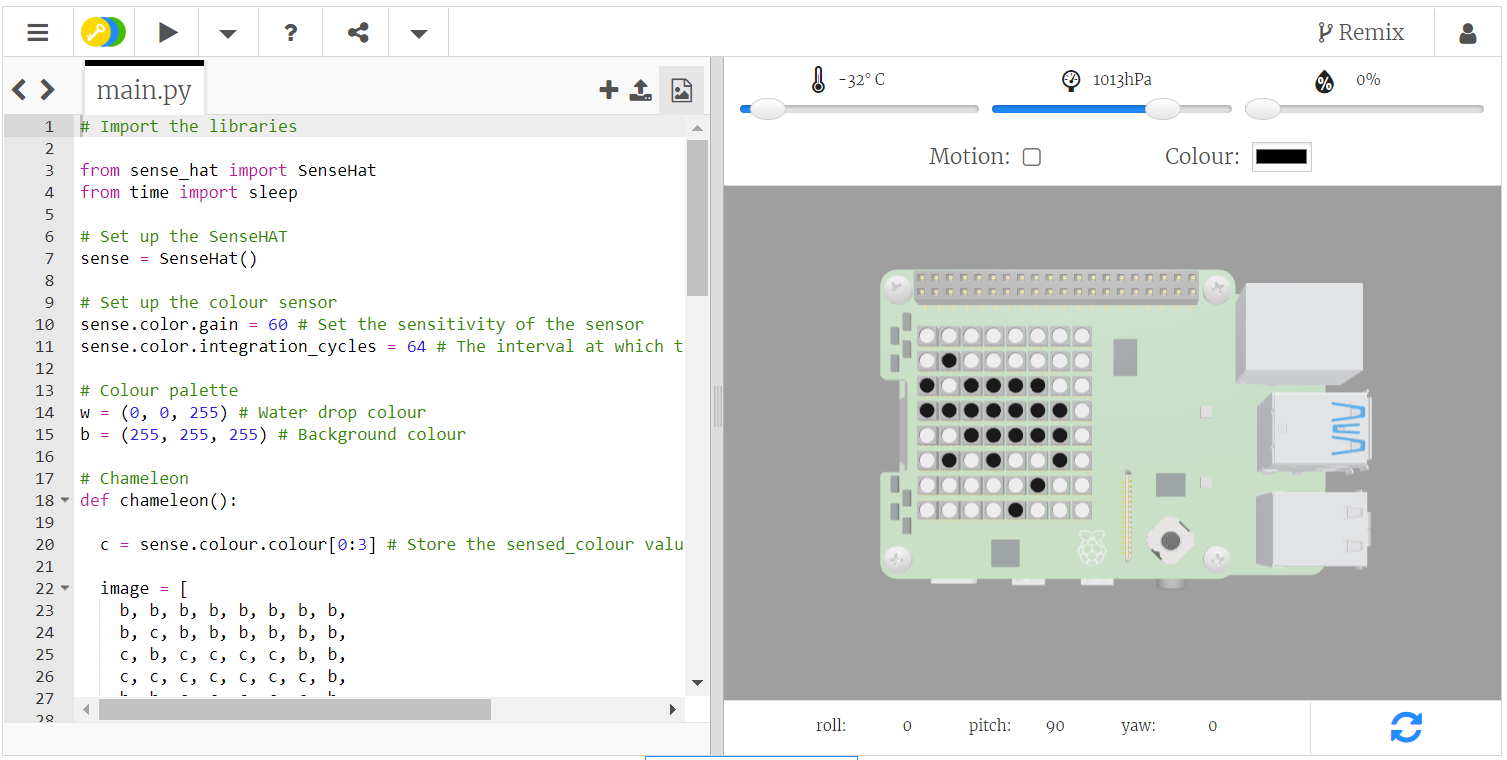 Remix
main.py
-32° C
1013hPa
0%
Motion:
Colour:
1 # Import the libraries
2
3 from sense_hat import SenseHat
4 from time import sleep
5
6 # Set up the SenseHAT
7 sense = SenseHat()
8
9 # Set up the colour sensor
10 sense.color.gain = 60 # Set the sensitivity of the sensor
11 sense.color.integration_cycles = 64 # The interval at which t
12
13 # Colour palette
14 w = (0, 0, 255) # Water drop colour
15 b = (255, 255, 255) # Background colour
16
17 # Chameleon
18 def chameleon():
19
20 c = sense.colour.colour[0:3] # Store the sensed_colour valu
21
22 image = [
23 b, b, b, b, b, b, b, b,
24 b, c, b, b, b, b, b, b,
25 c, b, c, c, c, c, b, b,
26 c, c, c, c, c, c, c, b,
27
28
roll: 0 pitch: 90 yaw: 0